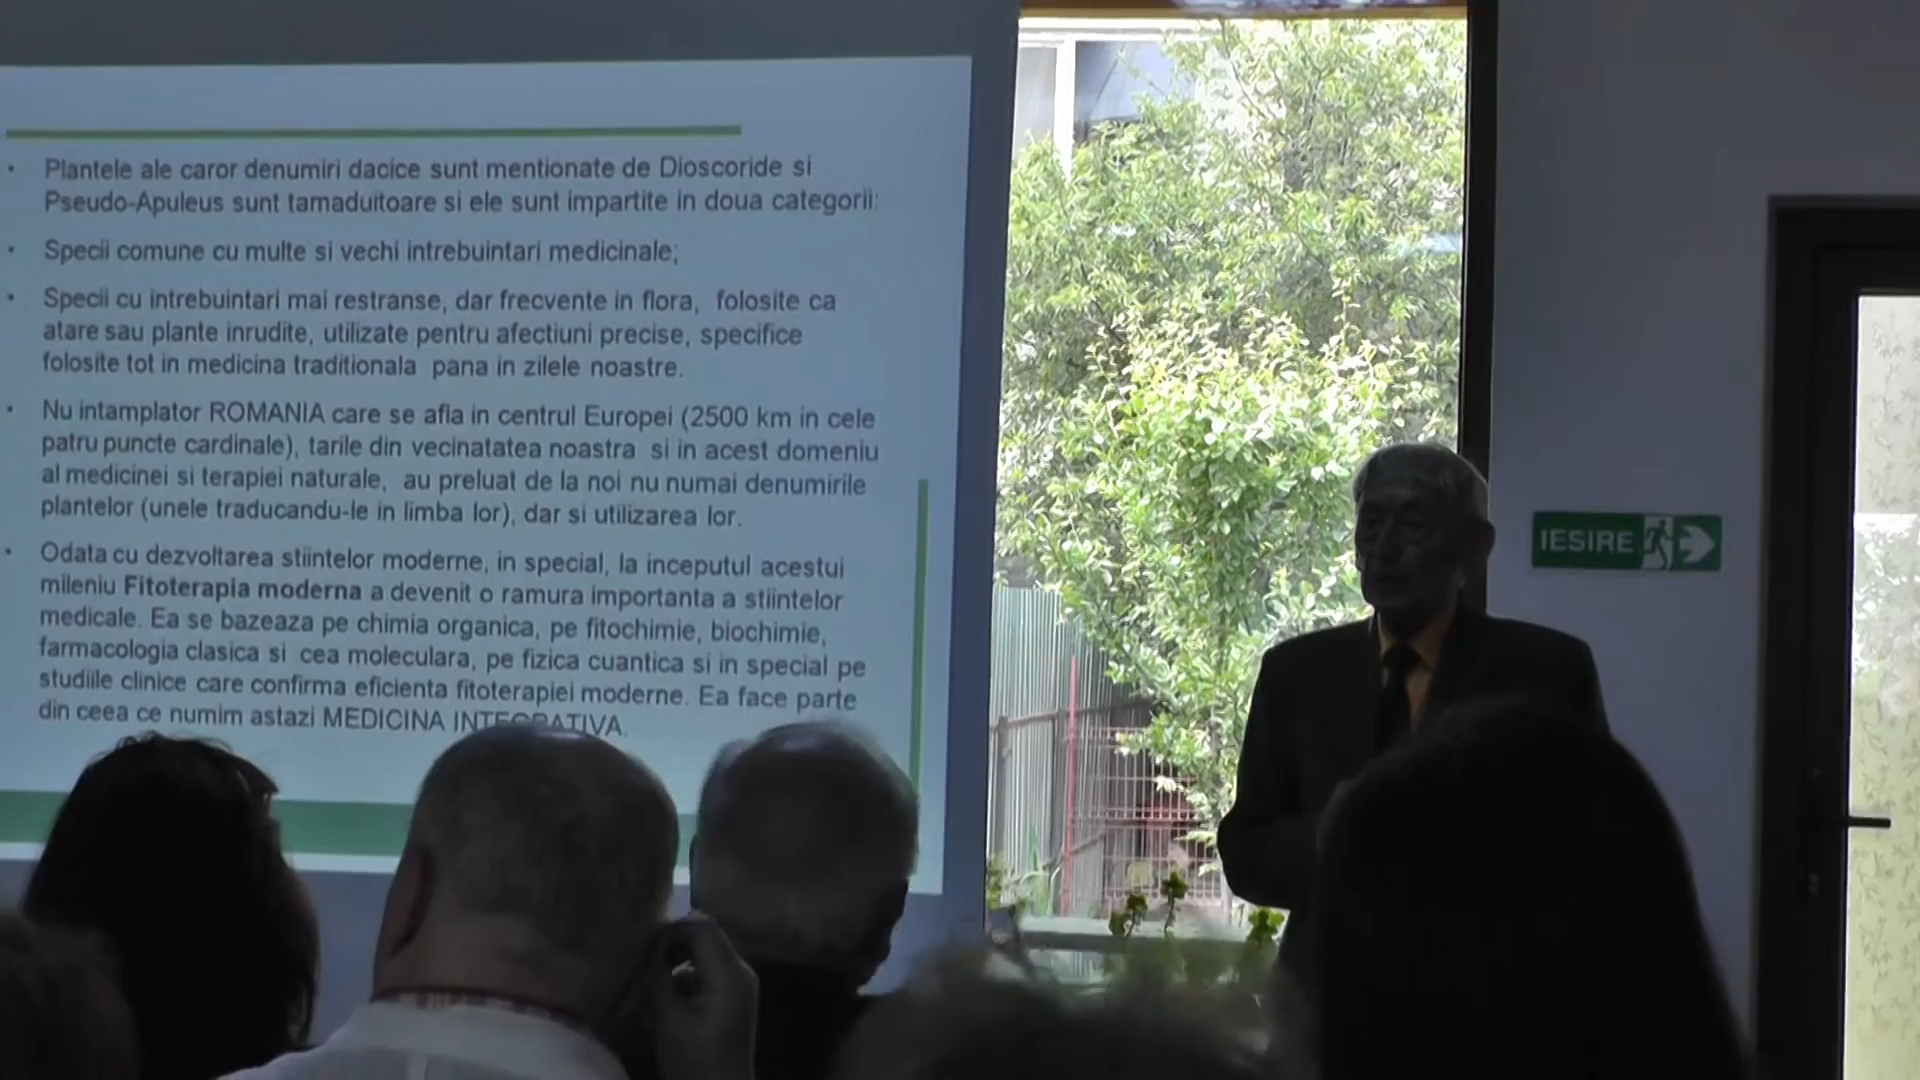 Plantele ale caror denumiri dacice sunt mentionate de Dioscoride si
Pseudo-Apuleus sunt tamaduitoare si ele sunt impartite in doua categorii:
Specii comune cu multe si vechi intrebuintari medicinale;
Specii cu intrebuintari mai restranse, dar frecvente in flora, folosite ca
atare sau plante inrudite, utilizate pentru afectiuni precise, specifice
folosite tot in medicina traditionala pana in zilele noastre.
Nu intamplator ROMANIA care se afla in centrul Europei (2500 km in cele
patru puncte cardinale), tarile din vecinatatea noastra si in acest domeniu
al medicinei si terapiei naturale, au preluat de la noi nu numai denumirile
plantelor (unele traducandu-le in limba lor), dar si utilizarea lor.
Odata cu dezvoltarea stiintelor moderne, in special, la inceputul acestui
mileniu Fitoterapia moderna a devenit o ramura importanta a stiintelor
medicale. Ea se bazeaza pe chimia organica, pe fitochimie, biochimie,
farmacologia clasica si cea moleculara, pe fizica cuantica si in special pe
studiile clinice care confirma eficienta fitoterapiei moderne. Ea face parte
din ceea ce numim astazi MEDICINA INTEGRATIVA.
IESIRE